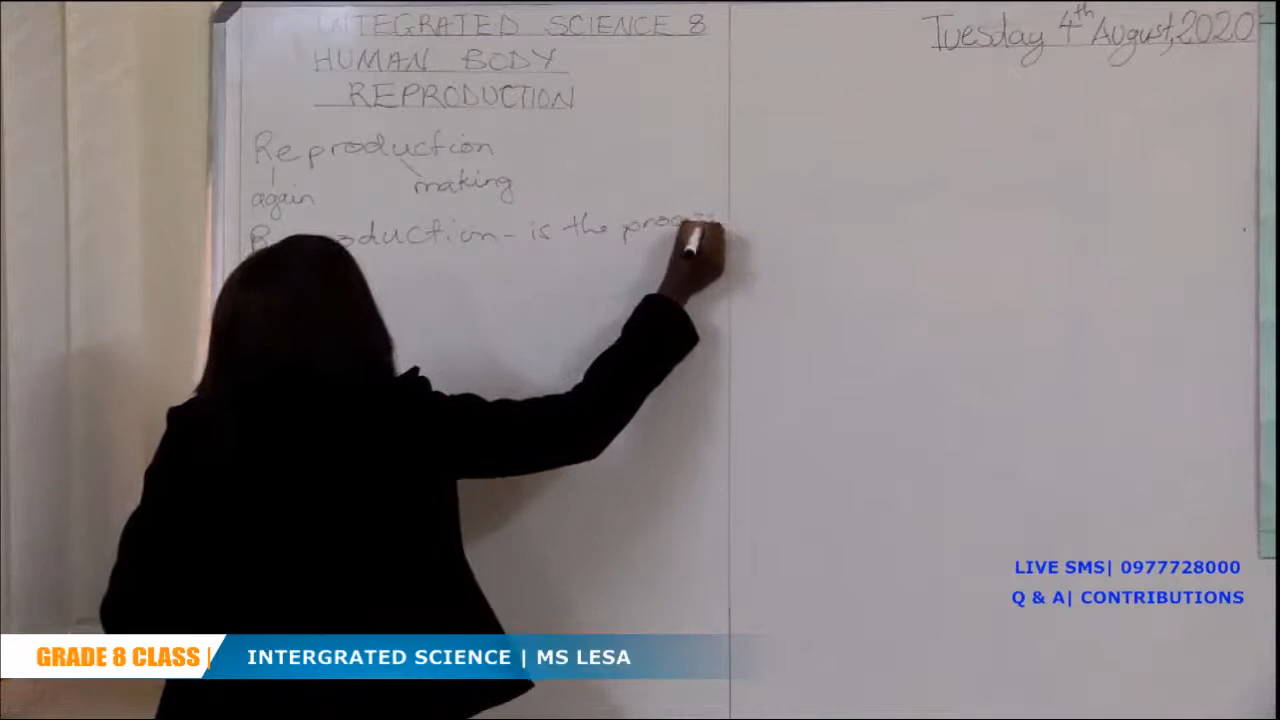 INTEGRATED SCIENCE 8
HUMAN BODY
REPRODUCTION
Tuesday 4th August, 2020
Reproduction
again making
- is the
LIVE SMS| 0977728000
Q & A| CONTRIBUTIONS
GRADE 8 CLASS| INTERGRATED SCIENCE | MS LESA